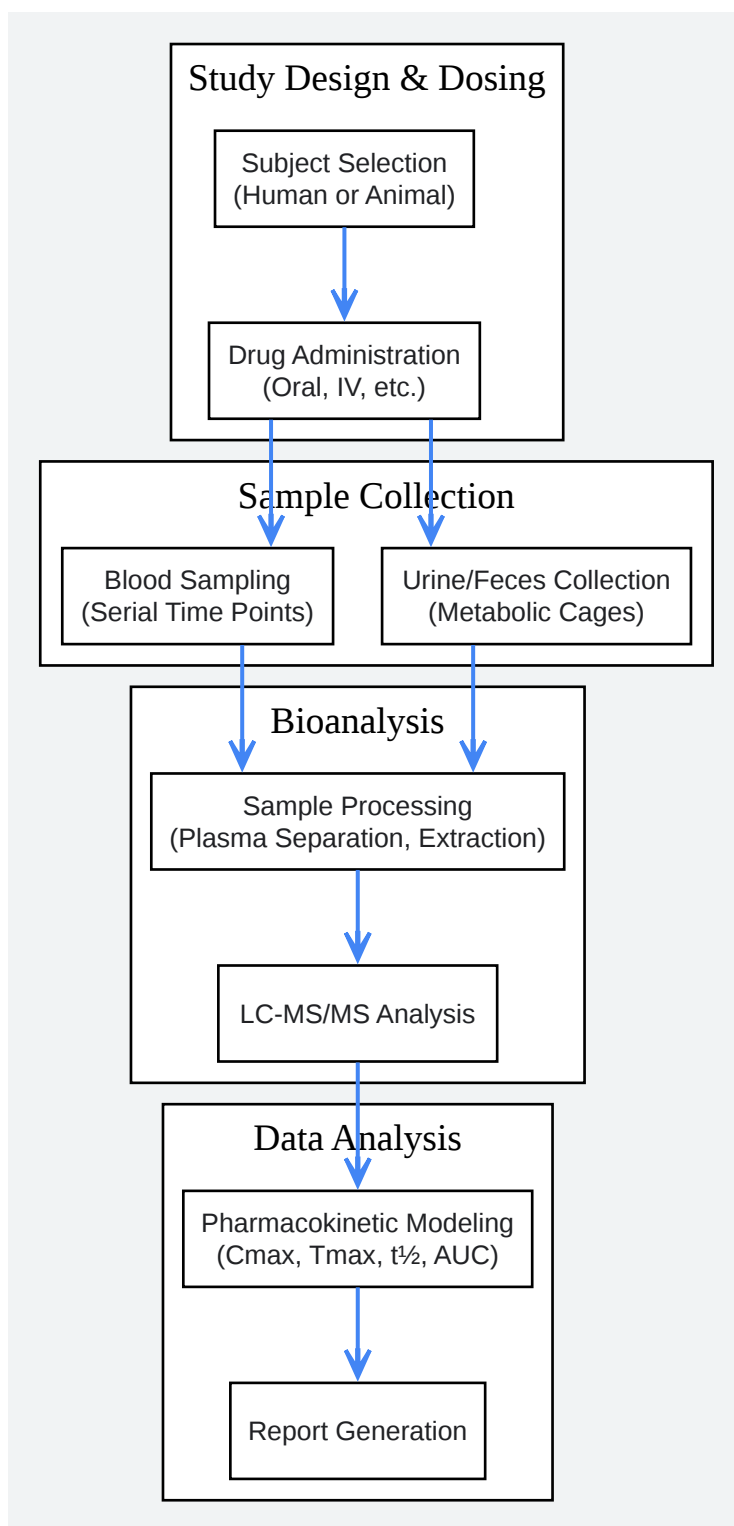 Study Design & Dosing
Subject Selection
(Human or Animal)
Drug Administration
(Oral, IV, etc.)
Sample Collection
Blood Sampling
(Serial Time Points)
Urine/Feces Collection
(Metabolic Cages)
Bioanalysis
Sample Processing
(Plasma Separation, Extraction)
LC-MS/MS Analysis
Data Analysis
Pharmacokinetic Modeling
(Cmax, Tmax, t½, AUC)
Report Generation